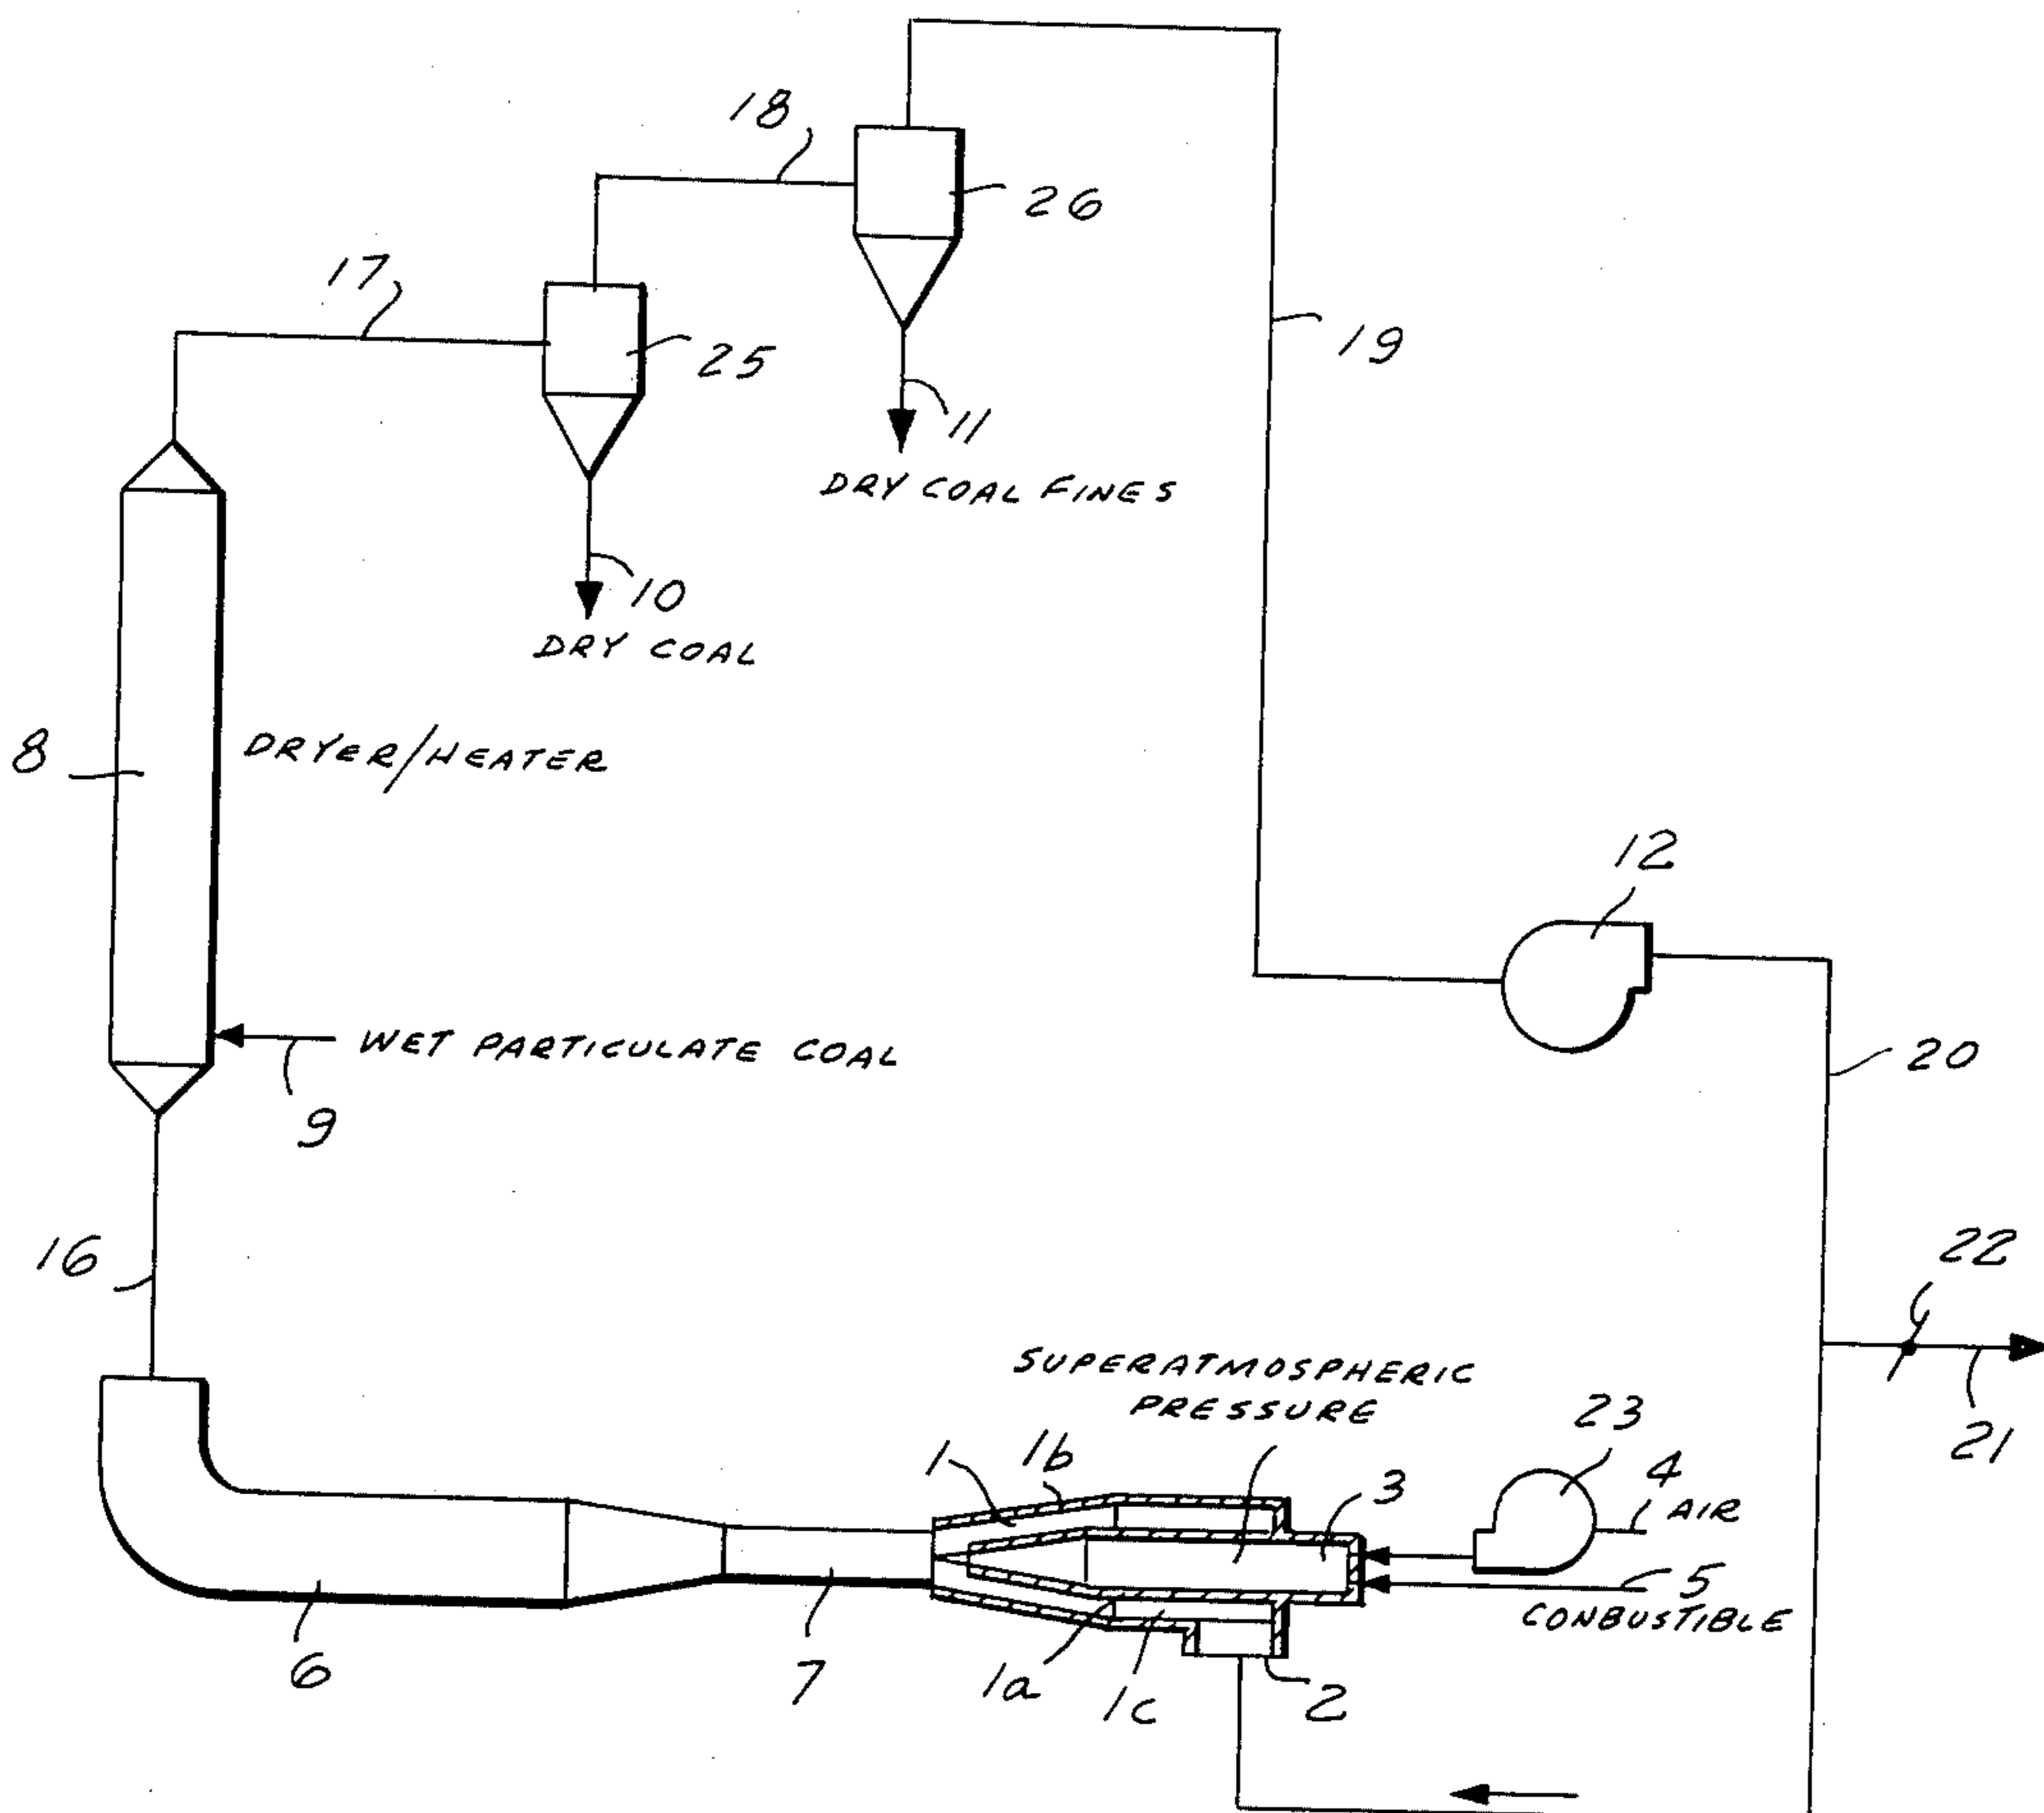 18
26
17
25
19
11
DRY COAL FINES
10
DRY COAL
8
DRYER/HEATER
12
WET PARTICULATE COAL
9
20
16
22
SUPERATMOSPHERIC
PRESSURE
23
21
1
1b
3
4
AIR
5
CONBUSTIBLE
6
7
1a
1c
2